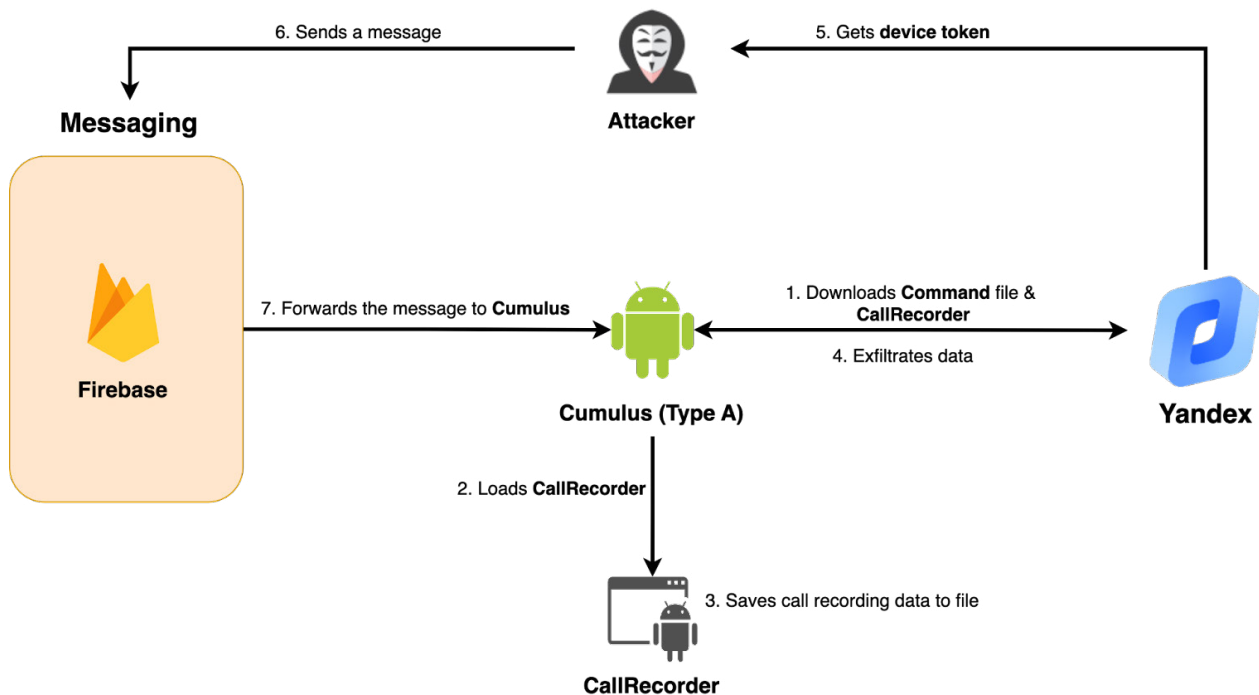 6. Sends a message
5. Gets device token
Attacker
Messaging
1. Downloads Command file &
CallRecorder
7. Forwards the message to Cumulus
4. Exfiltrates data
Firebase
Cumulus (Type A)
Yandex
2. Loads CallRecorder
3. Saves call recording data to file
CallRecorder